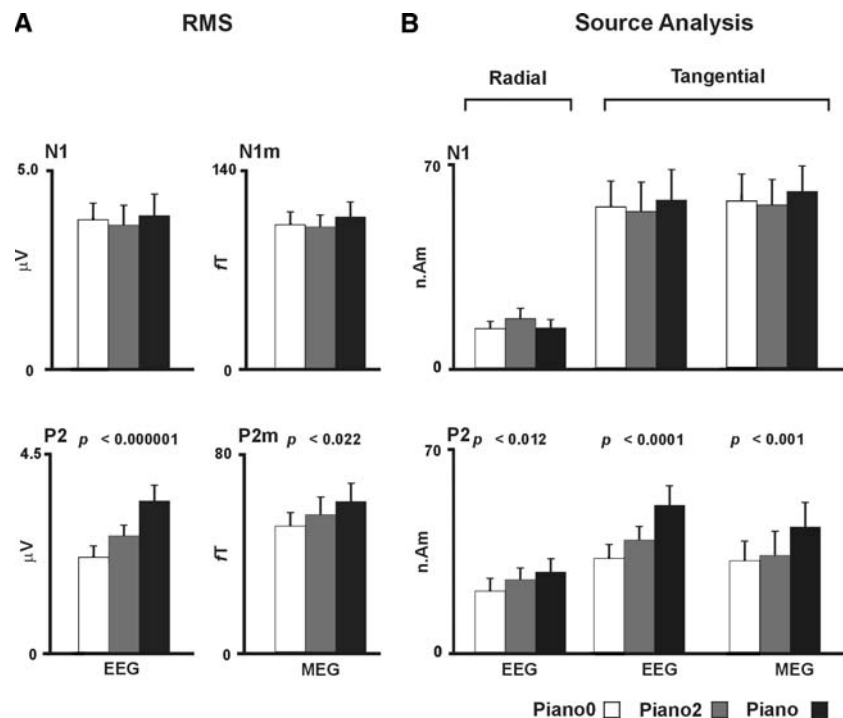 A RMS B Source Analysis
Radial Tangential
N1 N1m N1
5.0 140 70
µV fT n.Am
0 0 0
P2 p < 0.000001 P2m p < 0.022 P2 p < 0.012 p < 0.0001 p < 0.001
4.5 80 70
µV fT n.Am
0 0 0
EEG MEG EEG EEG MEG
Piano0 Piano2 Piano